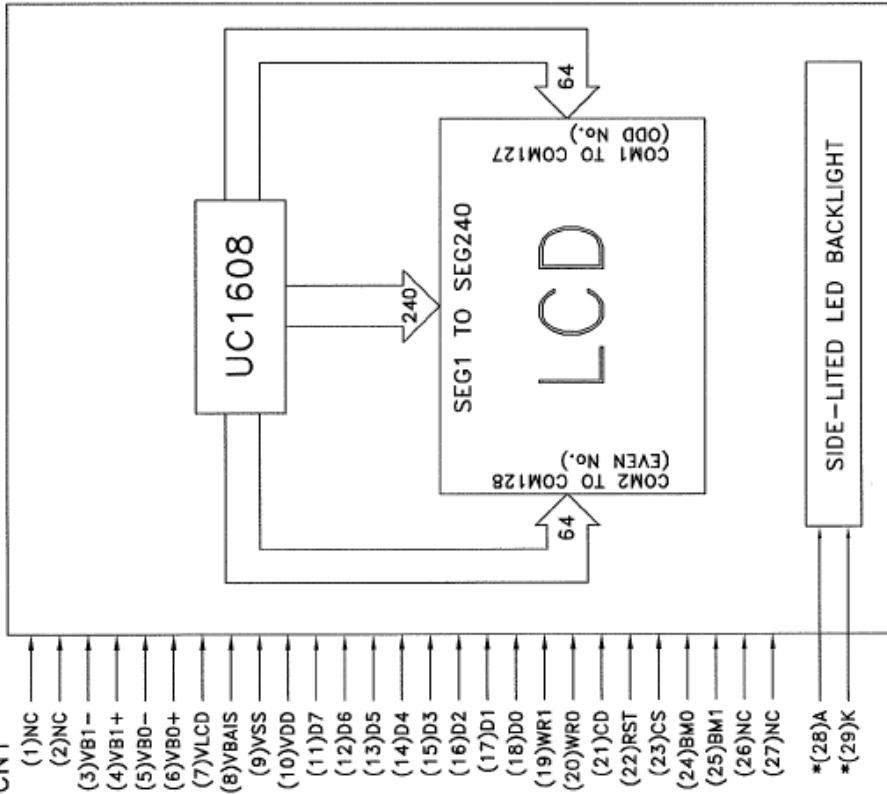 CN1
(1)NC
(2)NC
(3)VB1-
(4)VB1+
(5)VB0-
(6)VB0+
(7)VLCD
(8)VBAIS
(9)VSS
(10)VDD
(11)D7
(12)D6
(13)D5
(14)D4
(15)D3
(16)D2
(17)D1
(18)D0
(19)WR1
(20)WR0
(21)CD
(22)RST
(23)CS
(24)BM0
(25)BM1
(26)NC
(27)NC
*(28)A
*(29)K
UC1608
64
240
64
SEG1 TO SEG240
COM2 TO COM128
(EVEN No.)
LCD
COM1 TO COM127
(ODD No.)
SIDE-LITED LED BACKLIGHT